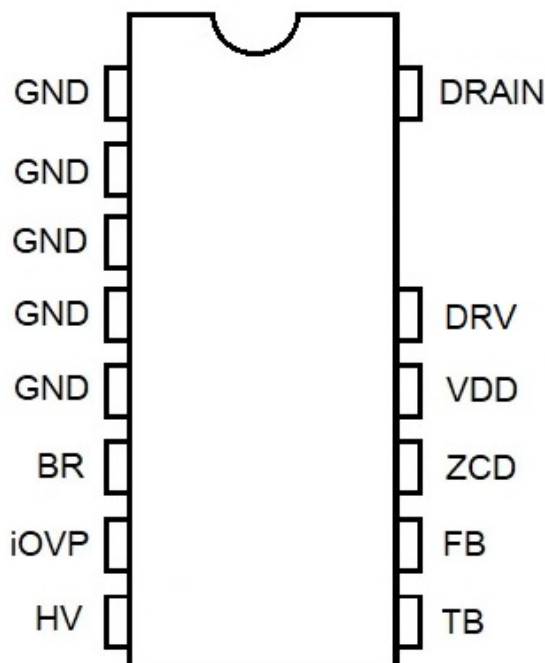 GND DRAIN
GND
GND
GND DRV
GND VDD
BR ZCD
iOVP FB
HV TB